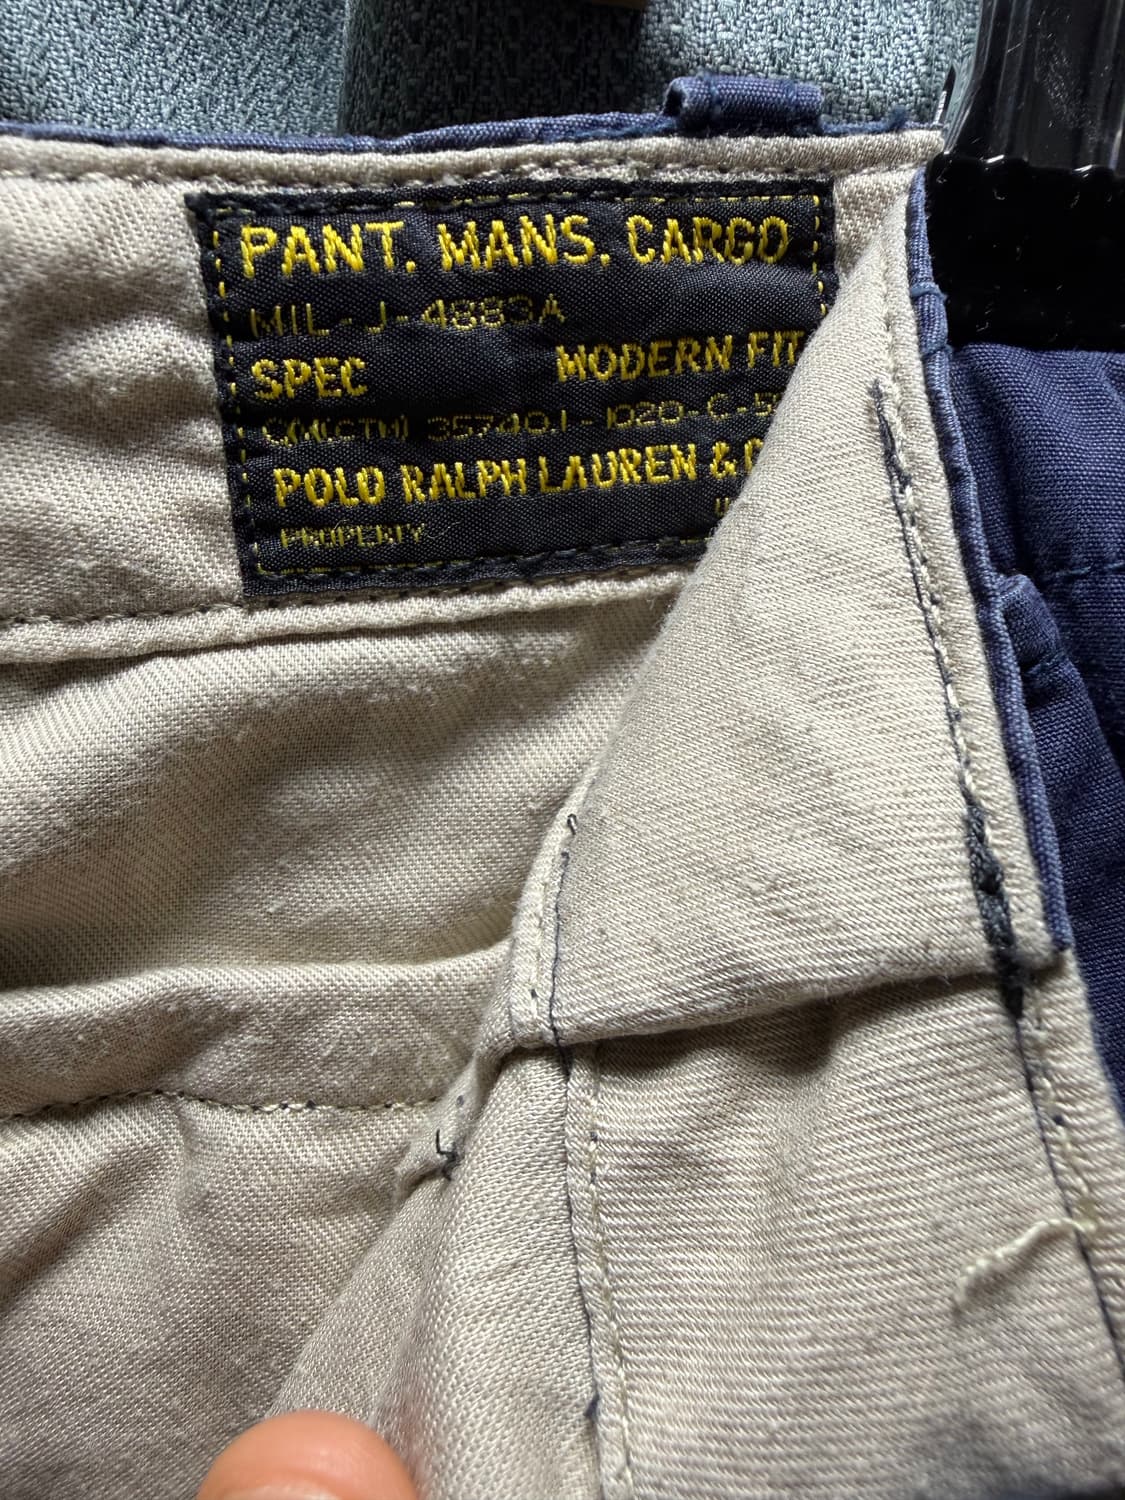 PANT. MANS. CARGO
MIL-J-4883A
SPEC MODERN FIT
POLO RALPH LAUREN &
PROPERTY